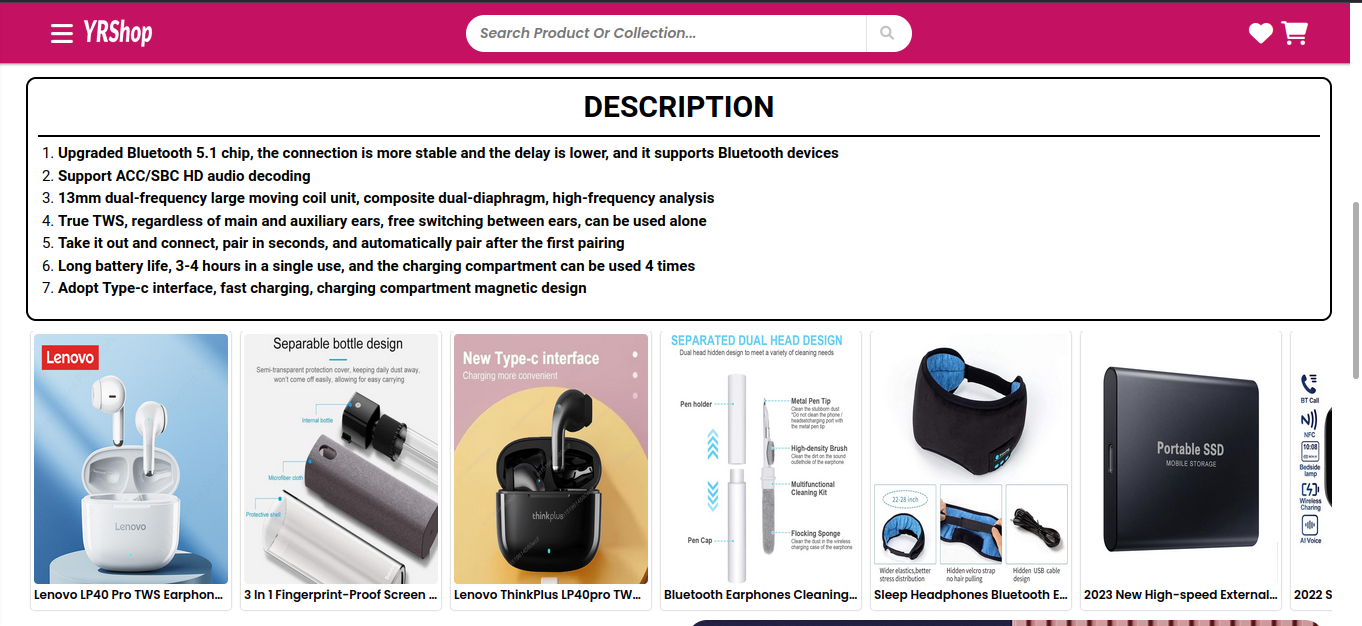 YRShop
Search Product Or Collection...
DESCRIPTION
1. Upgraded Bluetooth 5.1 chip, the connection is more stable and the delay is lower, and it supports Bluetooth devices
2. Support ACC/SBC HD audio decoding
3. 13mm dual-frequency large moving coil unit, composite dual-diaphragm, high-frequency analysis
4. True TWS, regardless of main and auxiliary ears, free switching between ears, can be used alone
5. Take it out and connect, pair in seconds, and automatically pair after the first pairing
6. Long battery life, 3-4 hours in a single use, and the charging compartment can be used 4 times
7. Adopt Type-c interface, fast charging, charging compartment magnetic design
Lenovo
Lenovo
Lenovo LP40 Pro TWS Earphon...
Separable bottle design
Semi-transparent protection cover, keeping daily dust away,
won't come off easily, allowing for easy carrying
Internal bottle
Microfiber cloth
Protective shell
3 In 1 Fingerprint-Proof Screen ...
New Type-c interface
Charging more convenient
thinkplus
Lenovo ThinkPlus LP40pro TW...
SEPARATED DUAL HEAD DESIGN
Dual head hidden design to meet a variety of cleaning needs
Pen holder
Metal Pen Tip
Clean the stubborn dust
*Do not clean the phone /
headsetcharging port with
the metal pen tip
High-density Brush
Clean the dirt on the sound
outlethole of the earphone
Multifunctional
Cleaning Kit
Flocking Sponge
Clean the dust in the wireless
charging case of the earphone
Pen Cap
Bluetooth Earphones Cleaning...
22-28 inch
Wider elastics,better
stress distribution
Hidden velcro strap
no hair pulling
Hidden USB cable
design
Sleep Headphones Bluetooth E...
Portable SSD
MOBILE STORAGE
2023 New High-speed External...
BT Call
NFC
10:08
Bedside
lamp
Wireless
Charing
AI Voice
2022 S